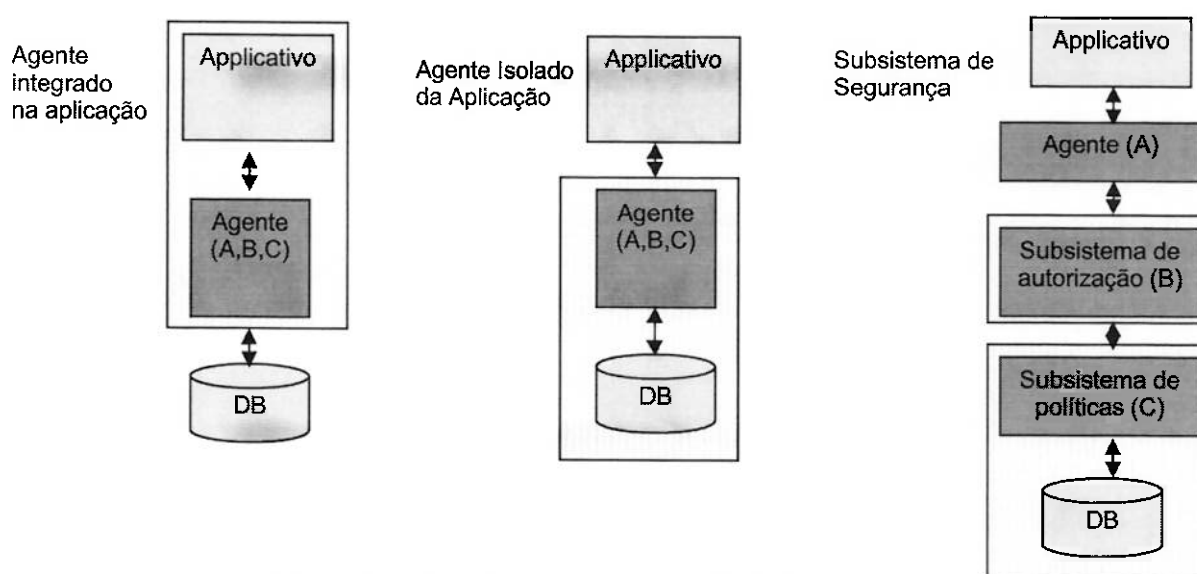 Agente
integrado
na aplicação
Applicativo
Agente
(A,B,C)
DB
Agente Isolado
da Aplicação
Applicativo
Agente
(A,B,C)
DB
Subsistema de
Segurança
Applicativo
Agente (A)
Subsistema de
autorização (B)
Subsistema de
políticas (C)
DB